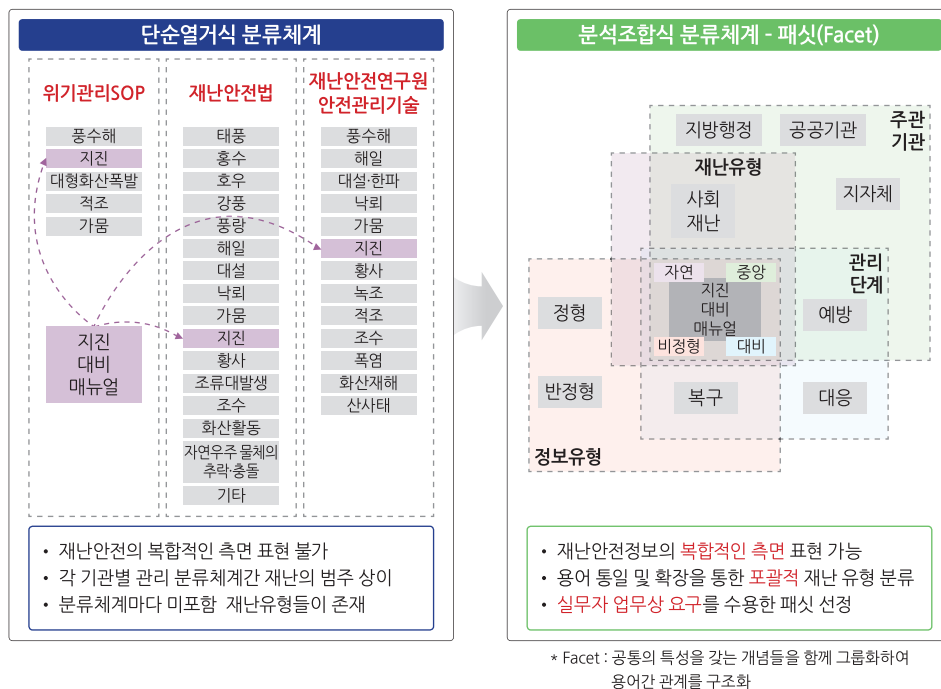 단순열거식 분류체계
위기관리SOP
풍수해
지진
대형화산폭발
적조
가뭄
지진
대비
매뉴얼
재난안전법
태풍
홍수
호우
강풍
풍랑
해일
대설
낙뢰
가뭄
지진
황사
조류대발생
조수
화산활동
자연우주 물체의
추락·충돌
기타
재난안전연구원
안전관리기술
풍수해
해일
대설·한파
낙뢰
가뭄
지진
황사
녹조
적조
조수
폭염
화산재해
산사태
• 재난안전의 복합적인 측면 표현 불가
• 각 기관별 관리 분류체계간 재난의 범주 상이
• 분류체계마다 미포함 재난유형들이 존재
분석조합식 분류체계 - 패싯(Facet)
지방행정
공공기관
주관
기관
재난유형
사회
재난
지자체
관리
단계
자연
중앙
지진
대비
매뉴얼
비정형
대비
정형
예방
반정형
복구
대응
정보유형
• 재난안전정보의 복합적인 측면 표현 가능
• 용어 통일 및 확장을 통한 포괄적 재난 유형 분류
• 실무자 업무상 요구를 수용한 패싯 선정
* Facet : 공통의 특성을 갖는 개념들을 함께 그룹화하여
용어간 관계를 구조화